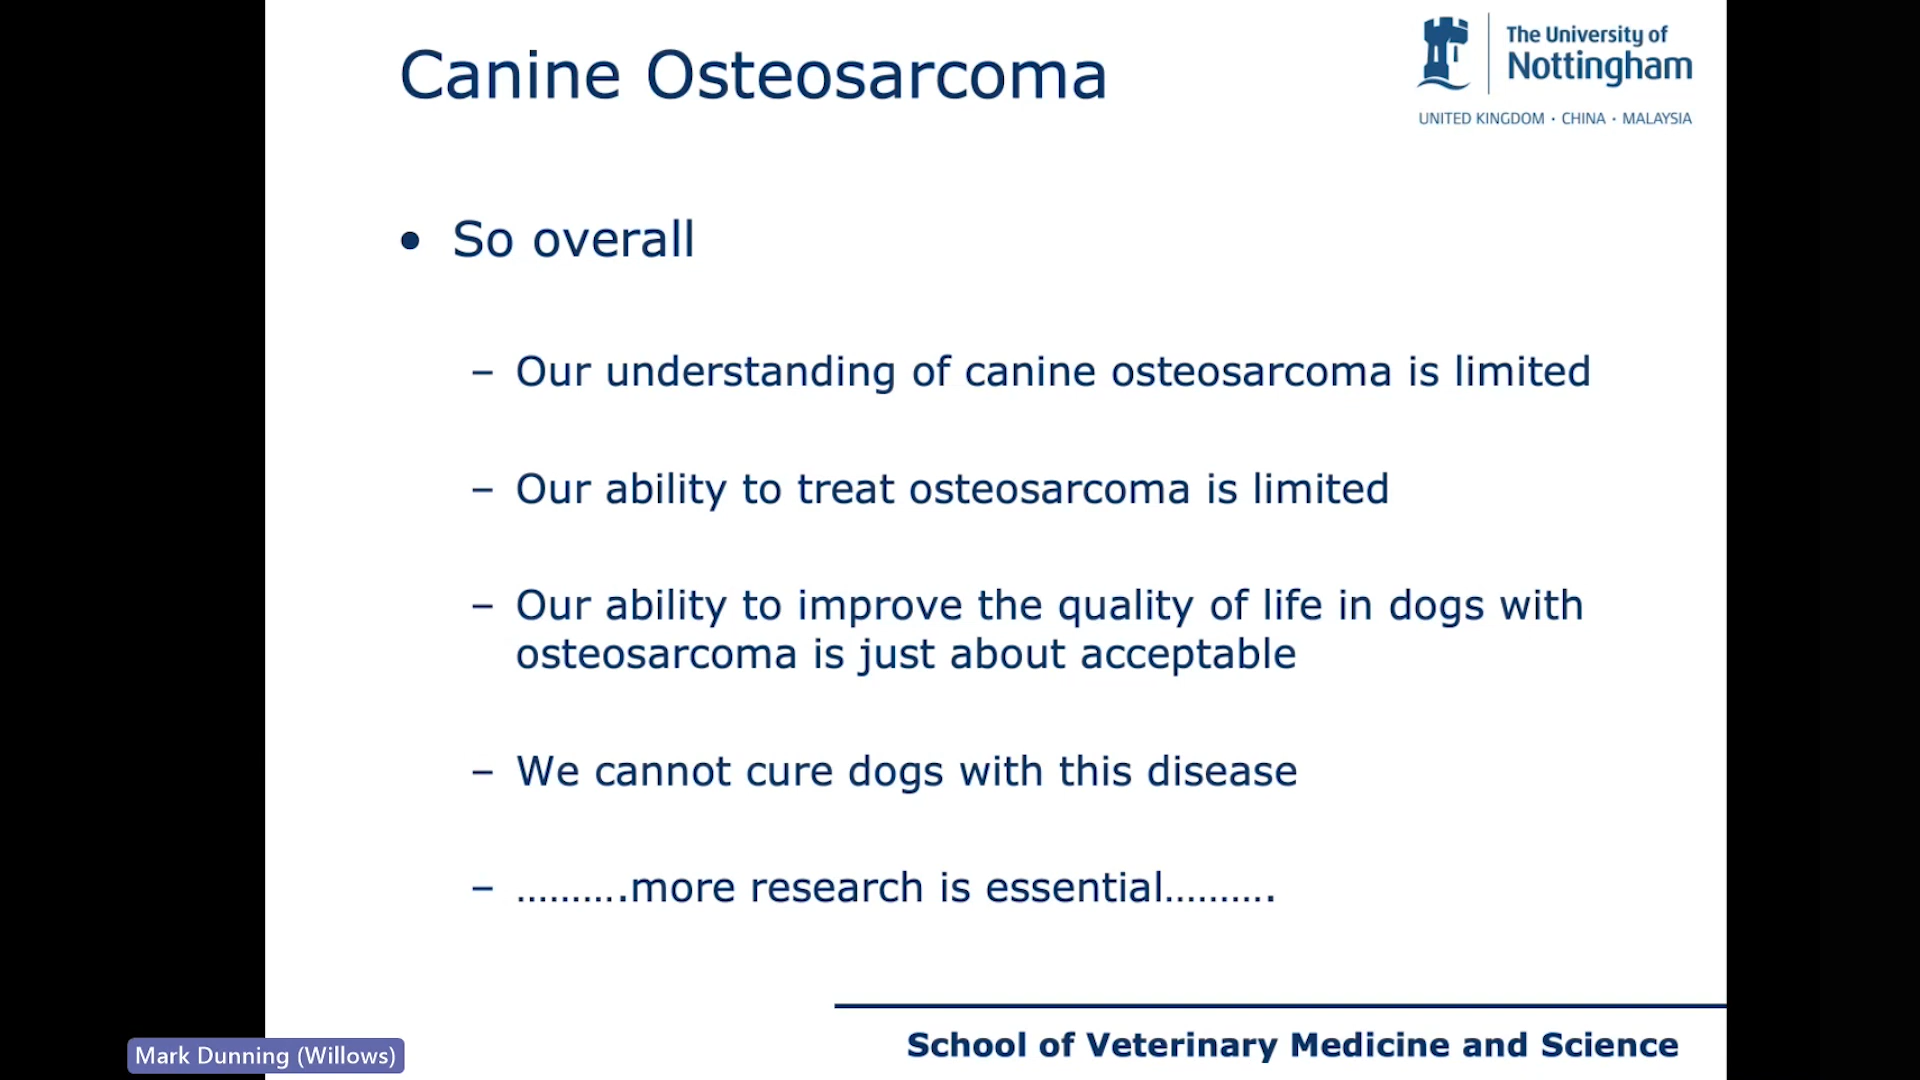 Canine Osteosarcoma
The University of
Nottingham
UNITED KINGDOM · CHINA · MALAYSIA
• So overall
– Our understanding of canine osteosarcoma is limited
– Our ability to treat osteosarcoma is limited
– Our ability to improve the quality of life in dogs with
osteosarcoma is just about acceptable
– We cannot cure dogs with this disease
– ……….more research is essential……….
School of Veterinary Medicine and Science
Mark Dunning (Willows)